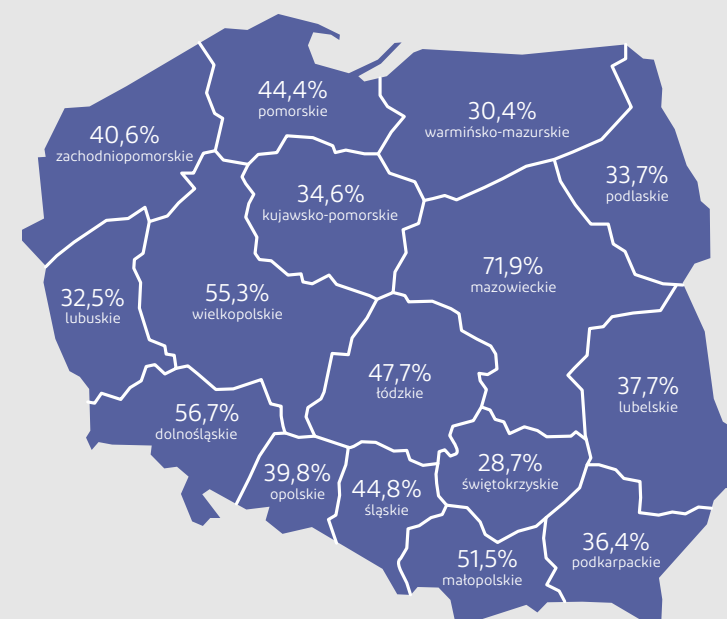 44,4%
pomorskie
30,4%
warmińsko-mazurskie
40,6%
zachodniopomorskie
33,7%
podlaskie
34,6%
kujawsko-pomorskie
71,9%
mazowieckie
55,3%
wielkopolskie
32,5%
lubuskie
47,7%
łódzkie
37,7%
lubelskie
56,7%
dolnośląskie
28,7%
świętokrzyskie
39,8%
opolskie
44,8%
śląskie
36,4%
podkarpackie
51,5%
małopolskie